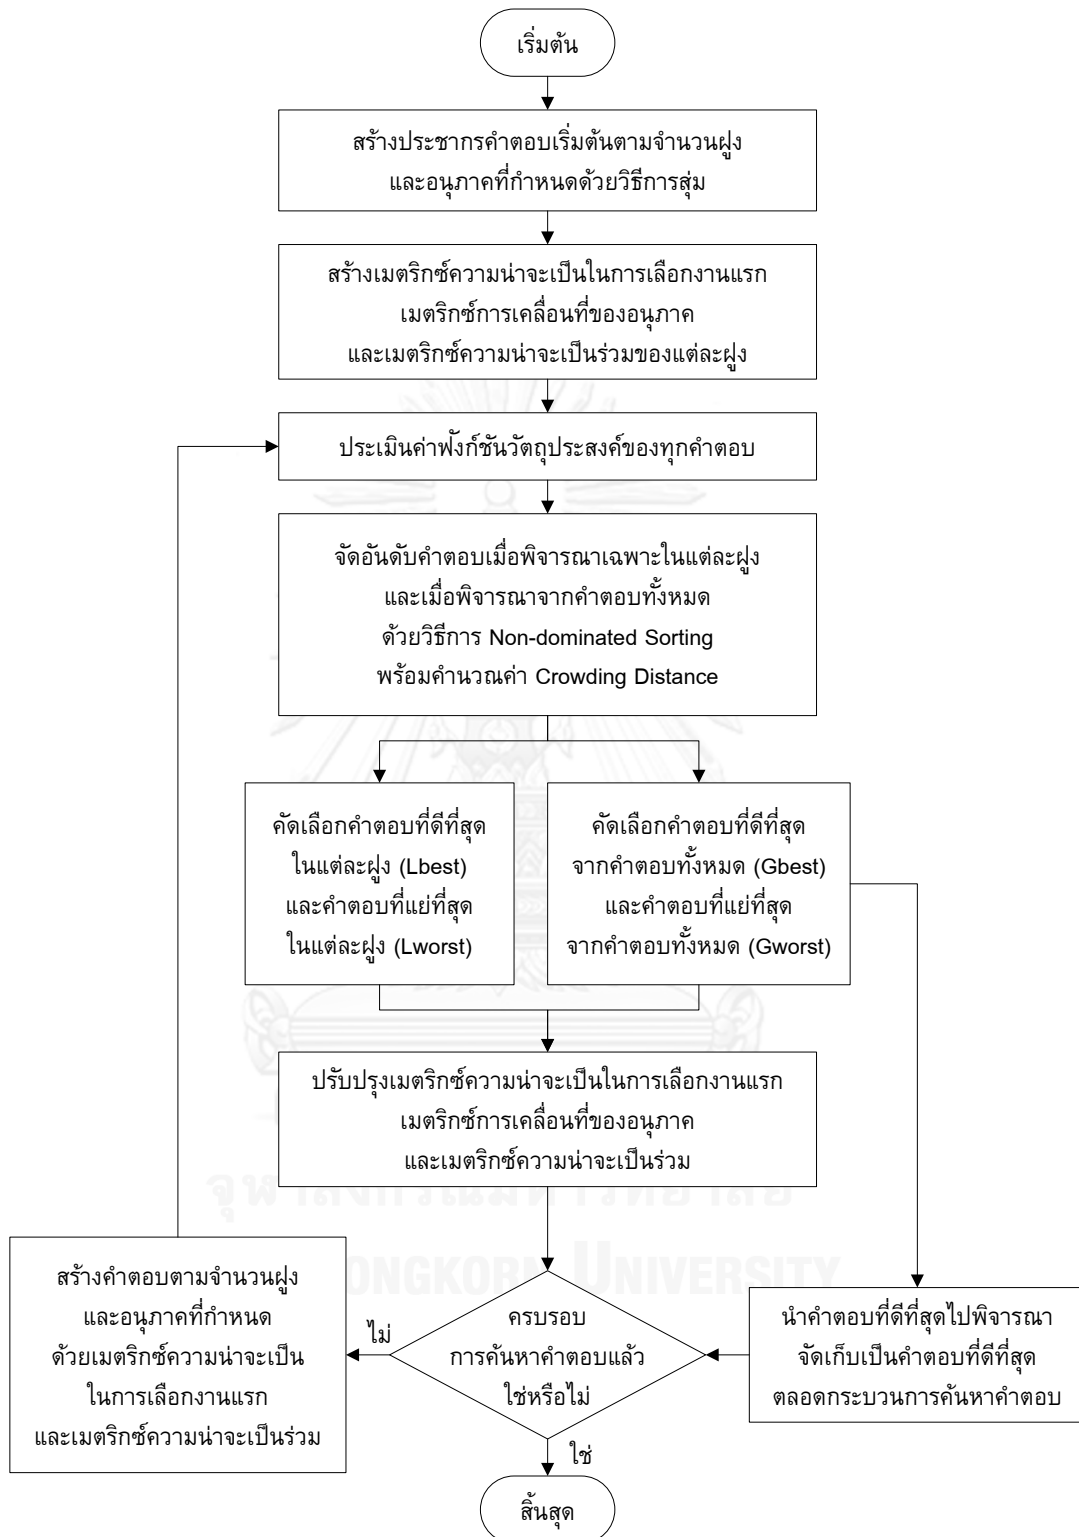 เริ่มต้น
สร้างประชากรคำตอบเริ่มต้นตามจำนวนฝูง
และอนุภาคที่กำหนดด้วยวิธีการสุ่ม
สร้างเมตริกซ์ความน่าจะเป็นในการเลือกงานแรก
เมตริกซ์การเคลื่อนที่ของอนุภาค
และเมตริกซ์ความน่าจะเป็นร่วมของแต่ละฝูง
ประเมินค่าฟังก์ชันวัตถุประสงค์ของทุกคำตอบ
จัดอันดับคำตอบเมื่อพิจารณาเฉพาะในแต่ละฝูง
และเมื่อพิจารณาจากคำตอบทั้งหมด
ด้วยวิธีการ Non-dominated Sorting
พร้อมคำนวณค่า Crowding Distance
คัดเลือกคำตอบที่ดีที่สุด
ในแต่ละฝูง (Lbest)
และคำตอบที่แย่ที่สุด
ในแต่ละฝูง (Lworst)
คัดเลือกคำตอบที่ดีที่สุด
จากคำตอบทั้งหมด (Gbest)
และคำตอบที่แย่ที่สุด
จากคำตอบทั้งหมด (Gworst)
ปรับปรุงเมตริกซ์ความน่าจะเป็นในการเลือกงานแรก
เมตริกซ์การเคลื่อนที่ของอนุภาค
และเมตริกซ์ความน่าจะเป็นร่วม
จุฬาลงกรณ์มหาวิทยาลัย
UNIVERSITY
สร้างคำตอบตามจำนวนฝูง
และอนุภาคที่กำหนด
ด้วยเมตริกซ์ความน่าจะเป็น
ในการเลือกงานแรก
และเมตริกซ์ความน่าจะเป็นร่วม
ไม่
ครบรอบ
การค้นหาคำตอบแล้ว
ใช่หรือไม่
นำคำตอบที่ดีที่สุดไปพิจารณา
จัดเก็บเป็นคำตอบที่ดีที่สุด
ตลอดกระบวนการค้นหาคำตอบ
ใช่
สิ้นสุด